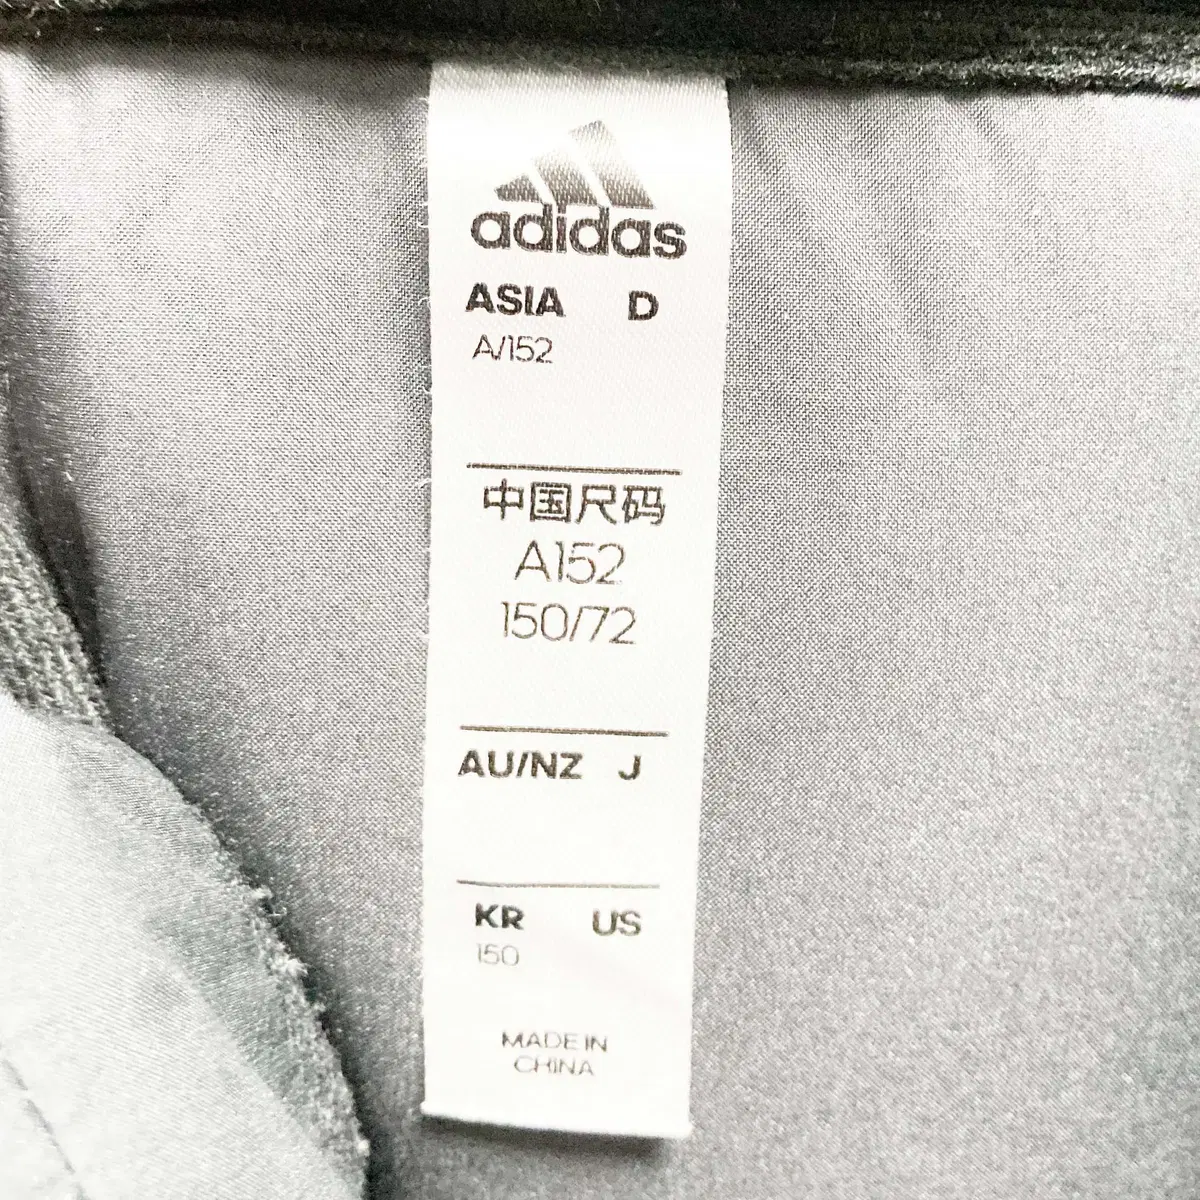 adidas
ASIA D
A/152
中国尺码
A152
150/72
AU/NZ J
KR US
150
MADE IN
CHINA